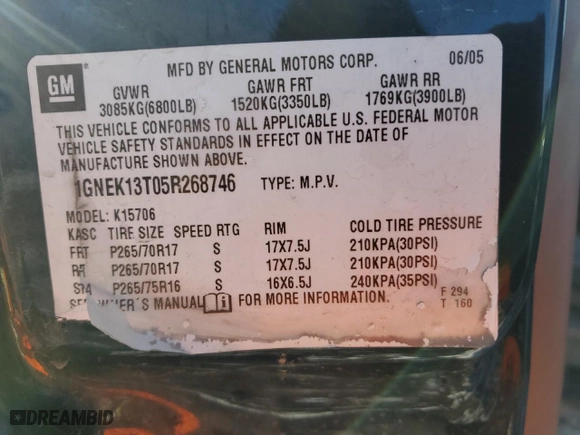 GM
MFD BY GENERAL MOTORS CORP. 06/05
GVWR GAWR FRT GAWR RR
3085KG(6800LB) 1520KG(3350LB) 1769KG(3900LB)
THIS VEHICLE CONFORMS TO ALL APPLICABLE U.S. FEDERAL MOTOR
VEHICLE SAFETY STANDARDS IN EFFECT ON THE DATE OF
MANUFACTURE SHOWN ABOVE.
1GNEK13T05R268746 TYPE: M.P.V.
MODEL: K15706
KASC TIRE SIZE SPEED RTG RIM COLD TIRE PRESSURE
FRT P265/70R17 S 17X7.5J 210KPA(30PSI)
P265/70R17 S 17X7.5J 210KPA(30PSI)
P265/75R16 S 16X6.5J 240KPA(35PSI)
MANUAL FOR MORE INFORMATION. F 294
T 160
DREAMBID